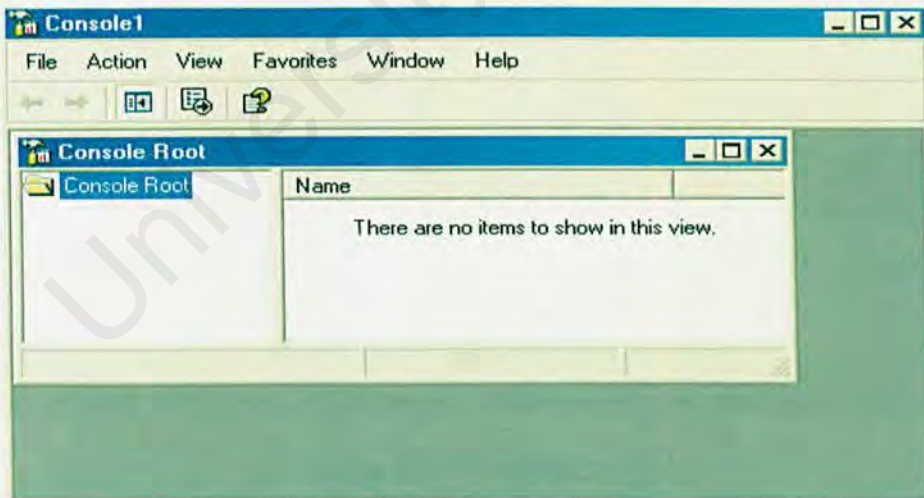 Console1
File Action View Favorites Window Help
Console Root
Console Root
Name
There are no items to show in this view.
University